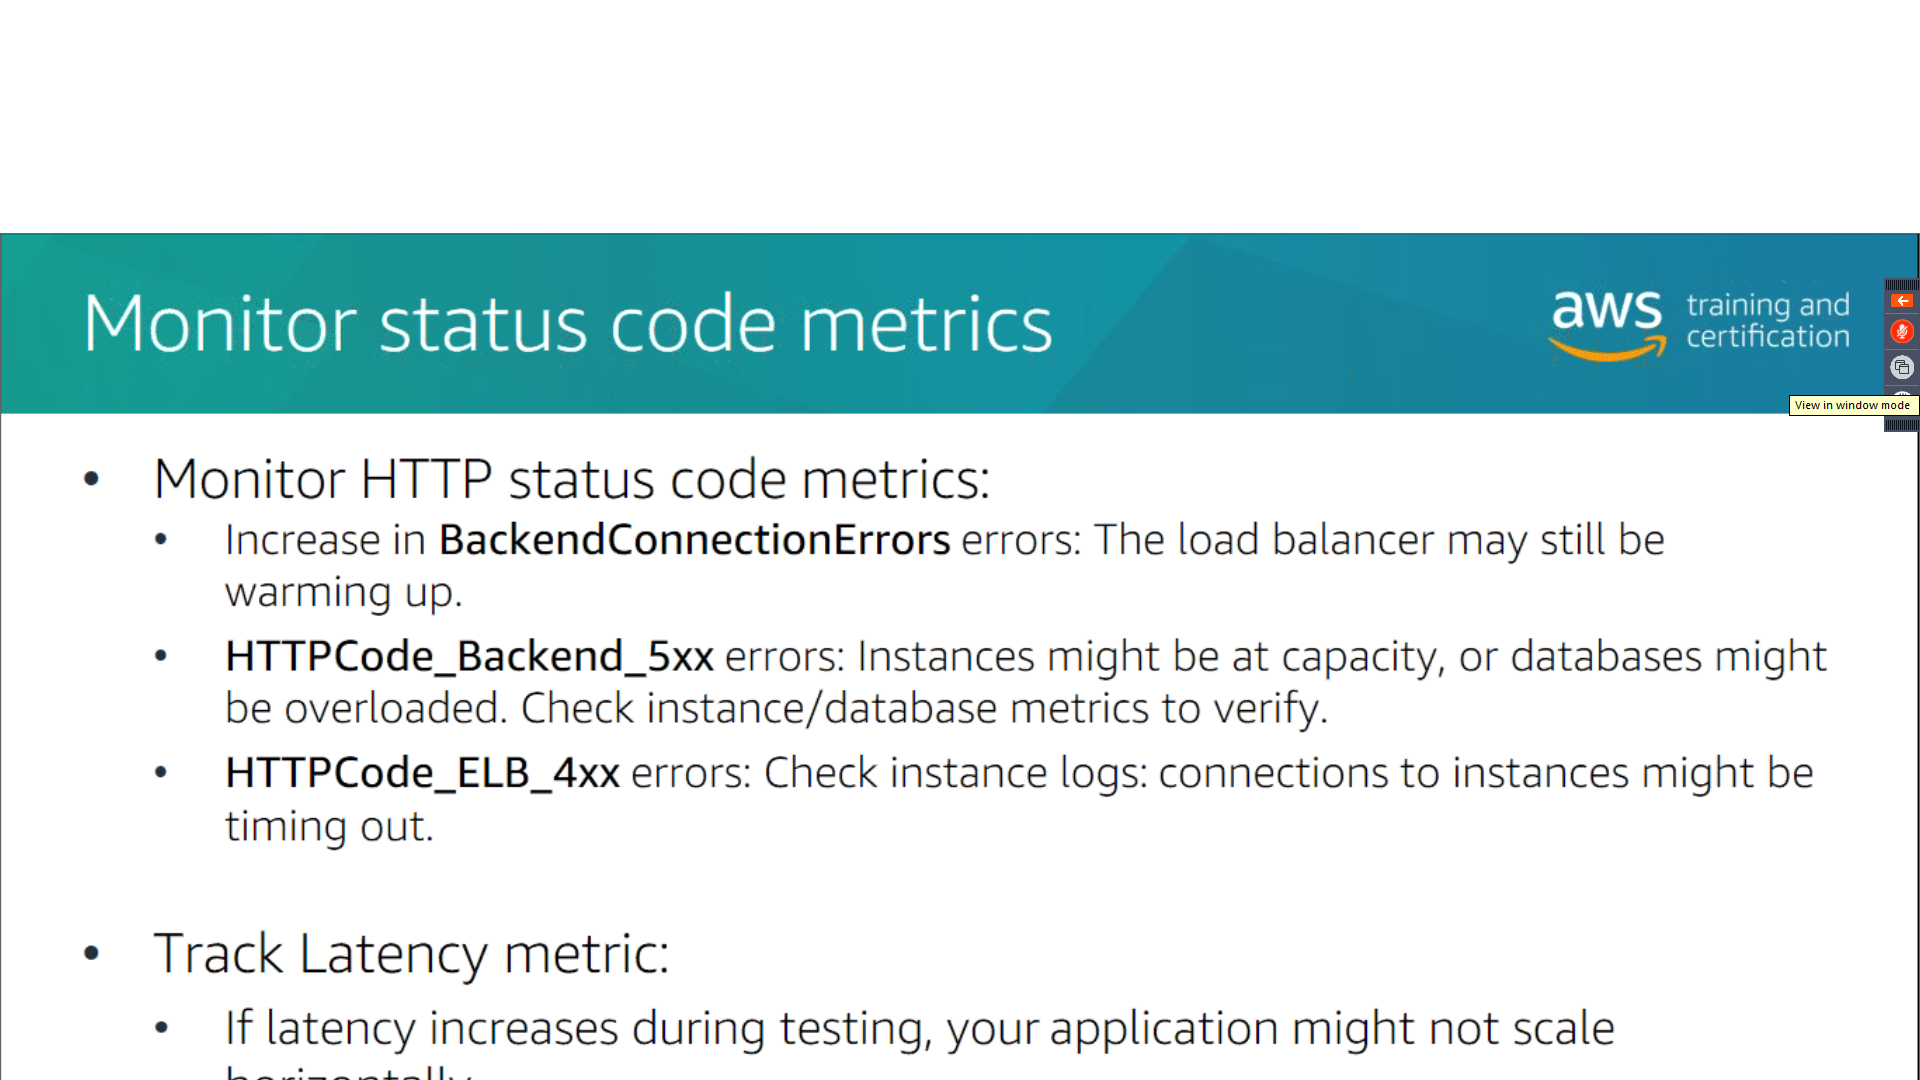 Monitor status code metrics
aws training and
certification
View in window mode
• Monitor HTTP status code metrics:
• Increase in BackendConnectionErrors errors: The load balancer may still be
warming up.
• HTTPCode_Backend_5xx errors: Instances might be at capacity, or databases might
be overloaded. Check instance/database metrics to verify.
• HTTPCode_ELB_4xx errors: Check instance logs: connections to instances might be
timing out.
• Track Latency metric:
• If latency increases during testing, your application might not scale
horizontally